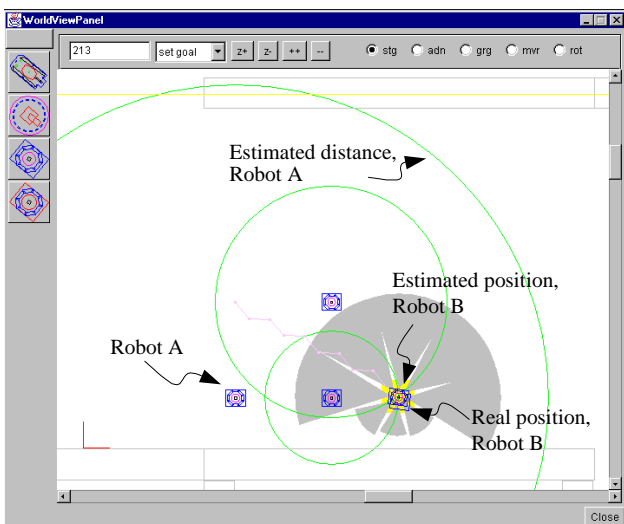 WorldViewPanel
213 set goal z+ z- ++ -- stg adn grg mvr rot
Estimated distance,
Robot A
Estimated position,
Robot B
Robot A
Real position,
Robot B
Close